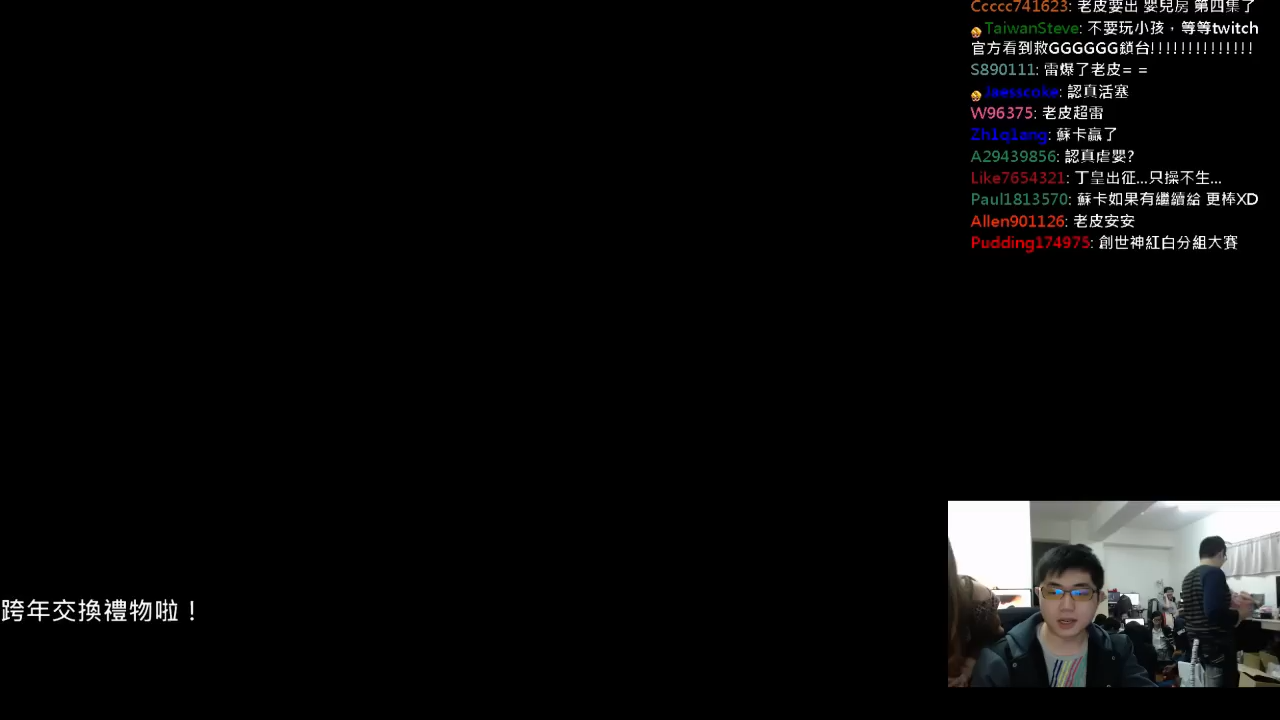 Ccccc741623: 老皮要出 嬰兒房 第四集了
TaiwanSteve: 不要玩小孩，等等twitch
官方看到救GGGGGG鎖台!!!!!!!!!!!!!!
S890111: 雷爆了老皮= =
Jaesscoke: 認真活塞
W96375: 老皮超雷
Zh1q1ang: 蘇卡贏了
A29439856: 認真虐嬰?
Like7654321: 丁皇出征...只操不生...
Paul1813570: 蘇卡如果有繼續給 更棒XD
Allen901126: 老皮安安
Pudding174975: 創世神紅白分組大賽
跨年交換禮物啦！